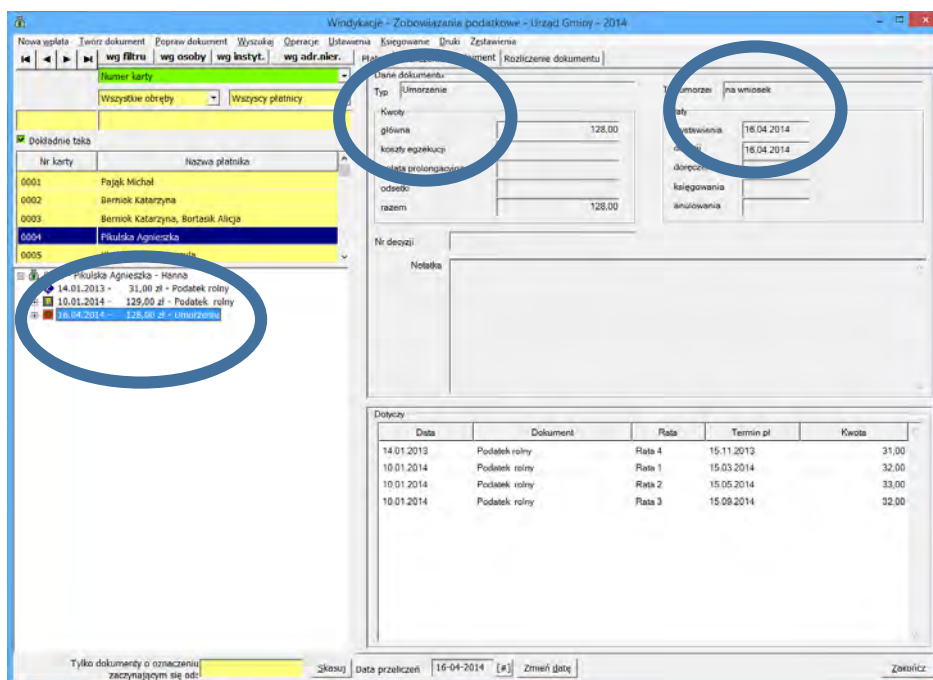 Windykacje - Zobowiązania podatkowe - Urząd Gminy - 2014
Nowa wpłata Twórz dokument Popraw dokument Wyszukaj Operacje Ustawienia Księgowanie Druki Zestawienia
wg filtru wg osoby wg instyt. wg adr.nier.
Rozliczenie dokumentu
Numer karty
Wszystkie obręby Wszyscy płatnicy
Dokładnie taka
Nr karty Nazwa płatnika
0001 Pająk Michał
0002 Berniok Katarzyna
0003 Berniok Katarzyna, Bortasik Alicja
0004 Pikulska Agnieszka
0005
Pikulska Agnieszka - Hanna
14.01.2013 - 31,00 zł - Podatek rolny
10.01.2014 - 129,00 zł - Podatek rolny
16.04.2014 - 128,00 zł - Umorzenie
Tylko dokumenty o oznaczeniu
zaczynającym się od:
Skasuj
Dane dokumentu
Typ Umorzenie
na wniosek
Kwoty
główna 128,00
16.04.2014
koszty egzekucji
16.04.2014
odsetki
księgowania
razem 128,00
anulowania
Nr decyzji
Notatka
Dotyczy
Data Dokument Rata Termin pł Kwota
14.01.2013 Podatek rolny Rata 4 15.11.2013 31,00
10.01.2014 Podatek rolny Rata 1 15.03.2014 32,00
10.01.2014 Podatek rolny Rata 2 15.05.2014 33,00
10.01.2014 Podatek rolny Rata 3 15.09.2014 32,00
Data przeliczeń 16-04-2014 [#] Zmień datę
Zakończ